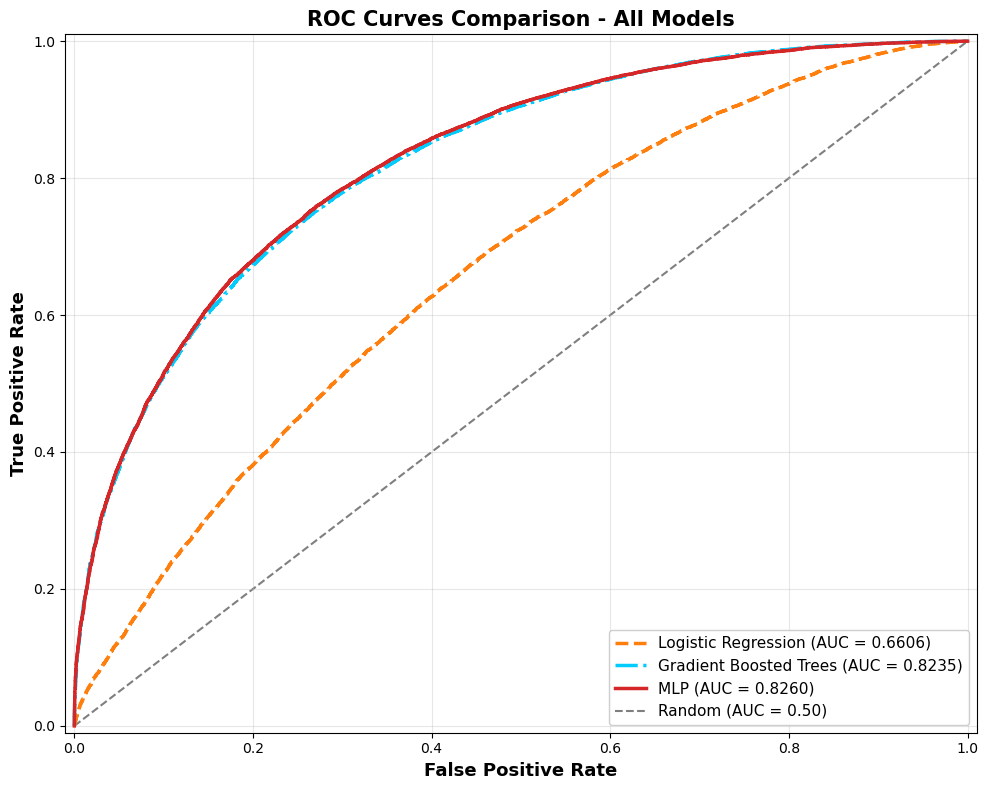 ROC Curves Comparison - All Models
True Positive Rate
1.0
0.8
0.6
0.4
0.2
0.0
Logistic Regression (AUC = 0.6606)
Gradient Boosted Trees (AUC = 0.8235)
MLP (AUC = 0.8260)
Random (AUC = 0.50)
0.0 0.2 0.4 0.6 0.8 1.0
False Positive Rate